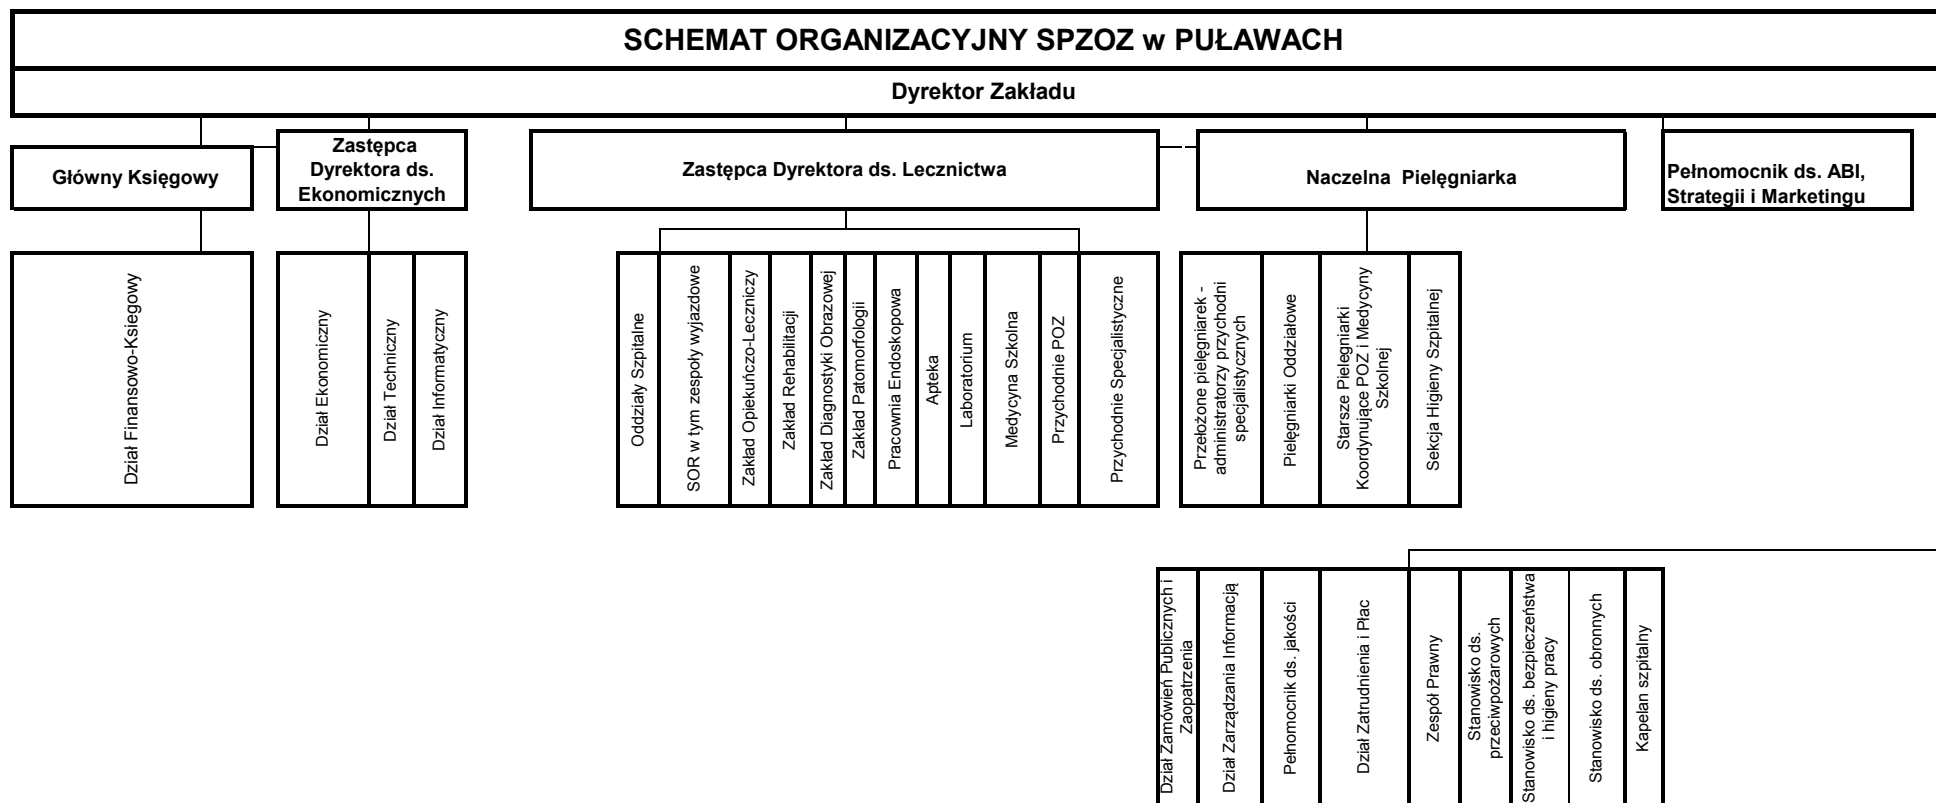 SCHEMAT ORGANIZACYJNY SPZOZ w PUŁAWACH
Dyrektor Zakładu
Główny Księgowy
Zastępca
Dyrektora ds.
Ekonomicznych
Zastępca Dyrektora ds. Lecznictwa
Naczelna Pielęgniarka
Pełnomocnik ds. ABI,
Strategii i Marketingu
Dział Finansowo-Ksiegowy
Dział Ekonomiczny
Dział Techniczny
Dział Informatyczny
Oddziały Szpitalne
SOR w tym zespoły wyjazdowe
Zakład Opiekuńczo-Leczniczy
Zakład Rehabilitacji
Zakład Diagnostyki Obrazowej
Zakład Patomorfologii
Pracownia Endoskopowa
Apteka
Laboratorium
Medycyna Szkolna
Przychodnie POZ
Przychodnie Specjalistyczne
Przełożone pielęgniarek -
administratorzy przychodni
specjalistycznych
Pielęgniarki Oddziałowe
Starsze Pielegniarki
Koordynujące POZ i Medycyny
Szkolnej
Sekcja Higieny Szpitalnej
Dział Zamówień Publicznych i
Zaopatrzenia
Dział Zarządzania Informacją
Pełnomocnik ds. jakości
Dział Zatrudnienia i Płac
Zespół Prawny
Stanowisko ds.
przeciwpożarowych
Stanowisko ds. bezpieczeństwa
i higieny pracy
Stanowisko ds. obronnych
Kapelan szpitalny